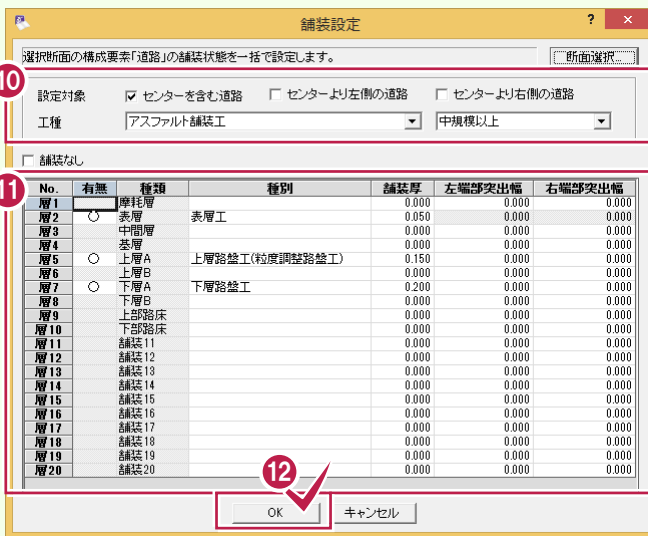 舗装設定 ? ×
選択断面の構成要素「道路」の舗装状態を一括で設定します。 断面選択...
10
設定対象 センターを含む道路 センターより左側の道路 センターより右側の道路
工種 アスファルト舗装工 中規模以上
舗装なし
11
No. 有無 種類 種別 舗装厚 左端部突出幅 右端部突出幅
層1 摩耗層 0.000 0.000 0.000
層2 ○ 表層 表層工 0.050 0.000 0.000
層3 中間層 0.000 0.000 0.000
層4 基層 0.000 0.000 0.000
層5 ○ 上層A 上層路盤工(粒度調整路盤工) 0.150 0.000 0.000
層6 上層B 0.000 0.000 0.000
層7 ○ 下層A 下層路盤工 0.200 0.000 0.000
層8 下層B 0.000 0.000 0.000
層9 上部路床 0.000 0.000 0.000
層10 下部路床 0.000 0.000 0.000
層11 舗装11 0.000 0.000 0.000
層12 舗装12 0.000 0.000 0.000
層13 舗装13 0.000 0.000 0.000
層14 舗装14 0.000 0.000 0.000
層15 舗装15 0.000 0.000 0.000
層16 舗装16 0.000 0.000 0.000
層17 舗装17 0.000 0.000 0.000
層18 舗装18 0.000 0.000 0.000
層19 舗装19 0.000 0.000 0.000
層20 舗装20 0.000 0.000 0.000
12
OK キャンセル